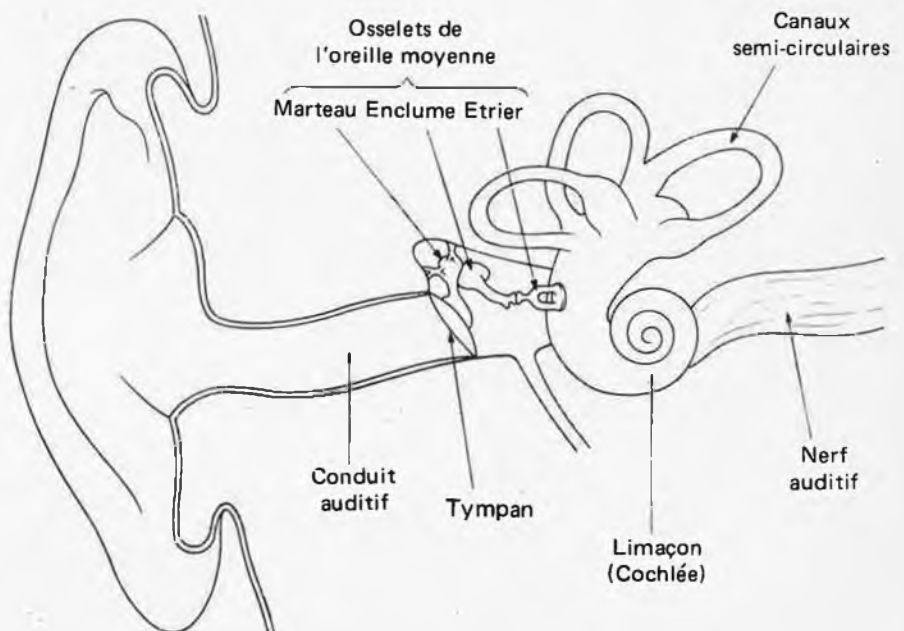 Osselets de
l'oreille moyenne
Marteau Enclume Etrier
Canaux
semi-circulaires
Conduit
auditif
Tympan
Limaçon
(Cochlée)
Nerf
auditif